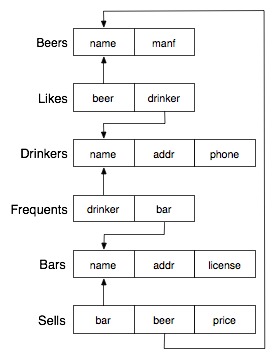 Beers name manf
Likes beer drinker
Drinkers name addr phone
Frequents drinker bar
Bars name addr license
Sells bar beer price